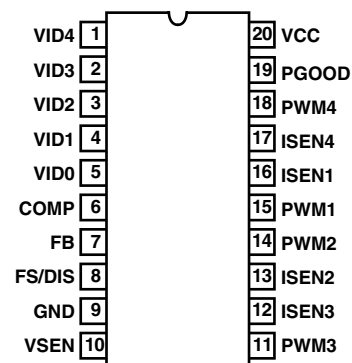 VID4 1 20 VCC
VID3 2 19 PGOOD
VID2 3 18 PWM4
VID1 4 17 ISEN4
VID0 5 16 ISEN1
COMP 6 15 PWM1
FB 7 14 PWM2
FS/DIS 8 13 ISEN2
GND 9 12 ISEN3
VSEN 10 11 PWM3